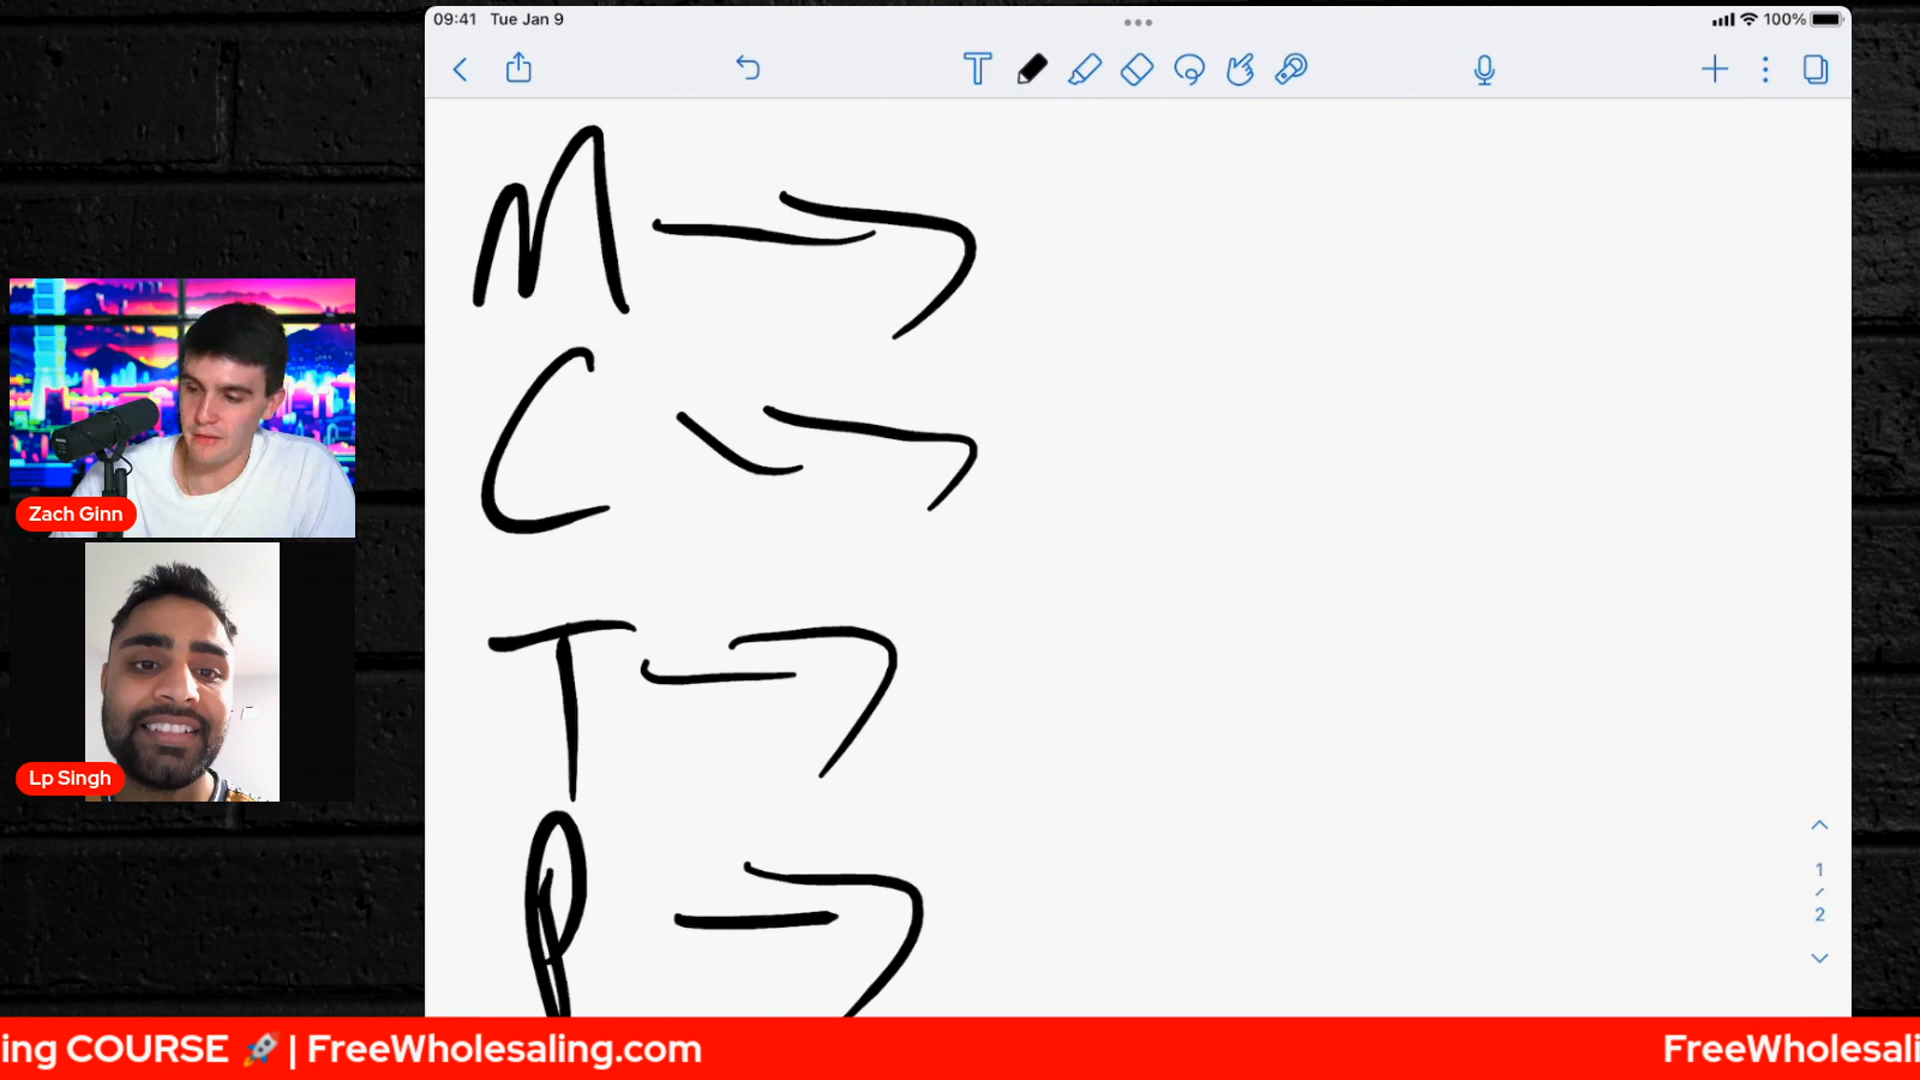 09:41 Tue Jan 9 100%
M →
C →
T →
P →
Zach Ginn
Lp Singh
1
/
2
ing COURSE 🚀 | FreeWholesaling.com FreeWholesali